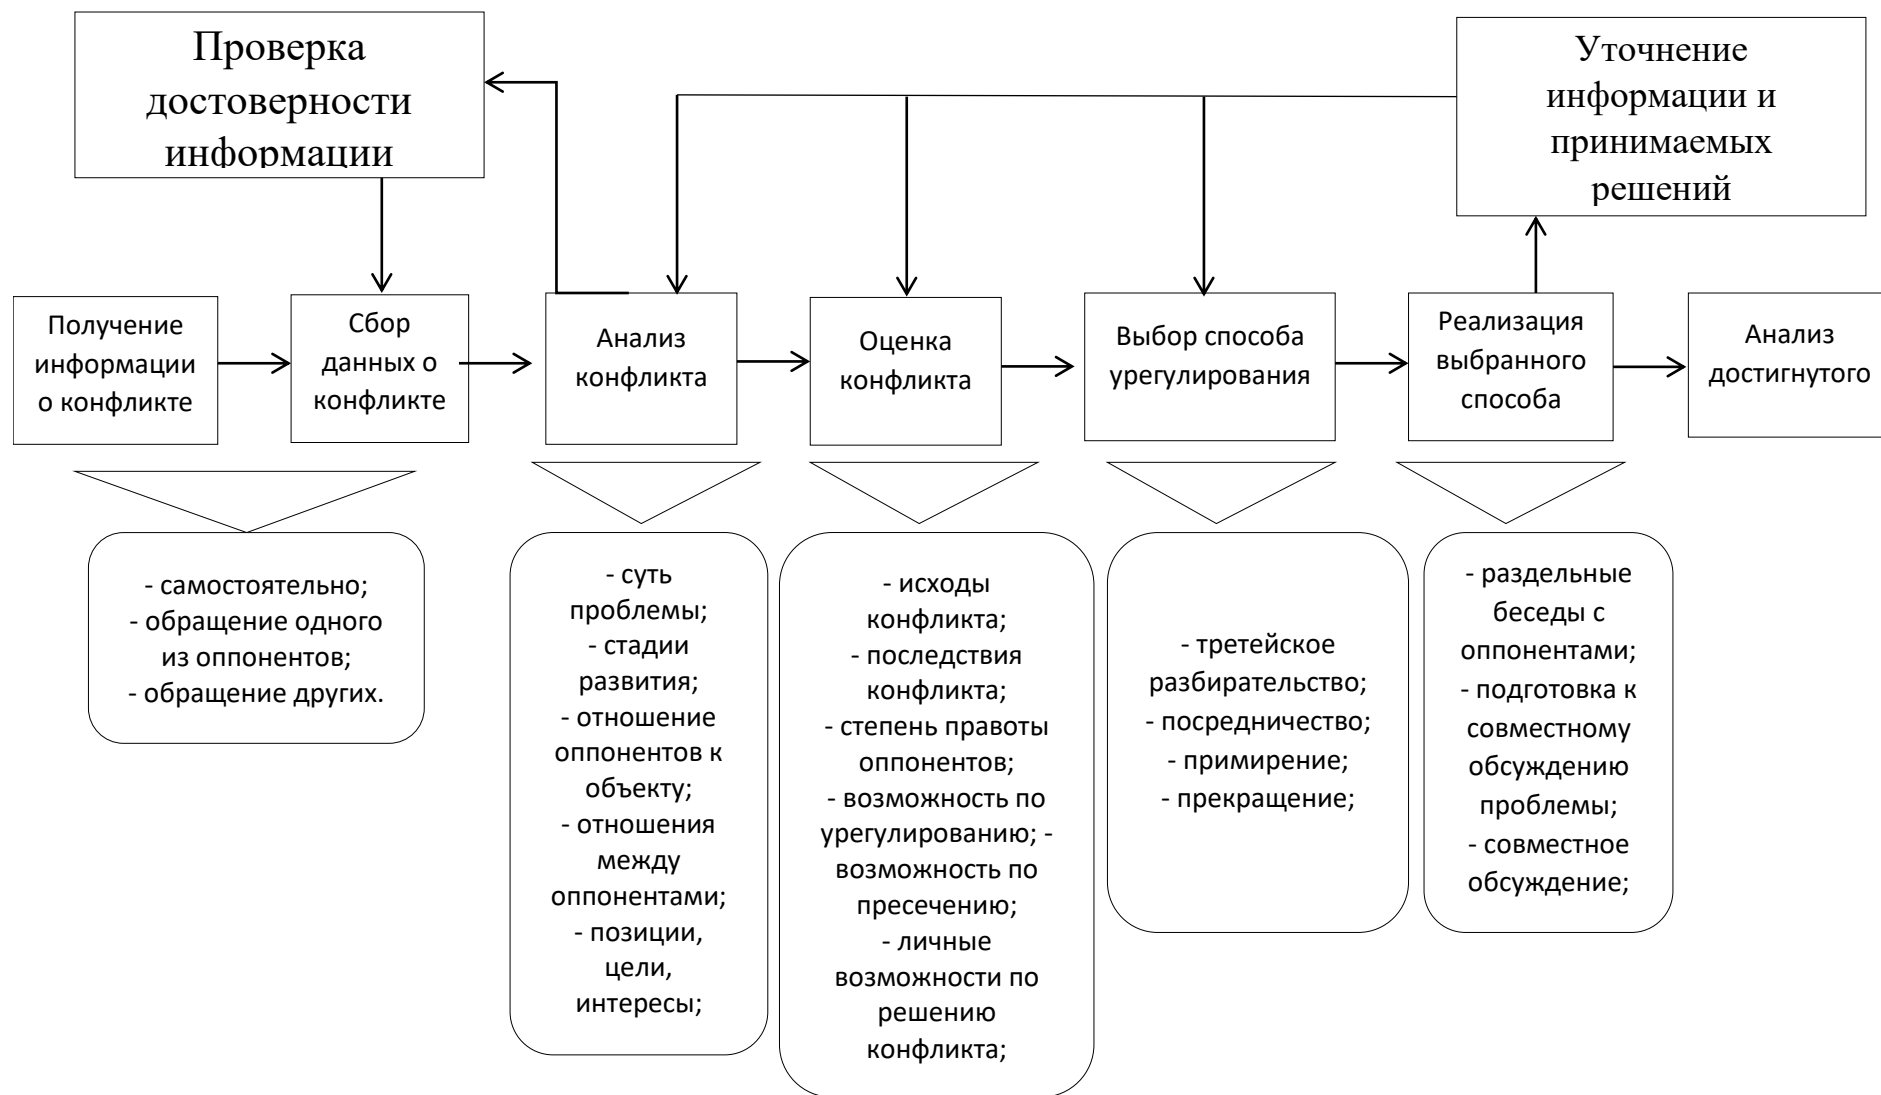 Проверка
достоверности
информации
Уточнение
информации и
принимаемых
решений
Получение
информации
о конфликте
Сбор
данных о
конфликте
Анализ
конфликта
Оценка
конфликта
Выбор способа
урегулирования
Реализация
выбранного
способа
Анализ
достигнутого
- самостоятельно;
- обращение одного
из оппонентов;
- обращение других.
- суть
проблемы;
- стадии
развития;
- отношение
оппонентов к
объекту;
- отношения
между
оппонентами;
- позиции,
цели,
интересы;
- исходы
конфликта;
- последствия
конфликта;
- степень правоты
оппонентов;
- возможность по
урегулированию; -
возможность по
пресечению;
- личные
возможности по
решению
конфликта;
- третейское
разбирательство;
- посредничество;
- примирение;
- прекращение;
- раздельные
беседы с
оппонентами;
- подготовка к
совместному
обсуждению
проблемы;
- совместное
обсуждение;